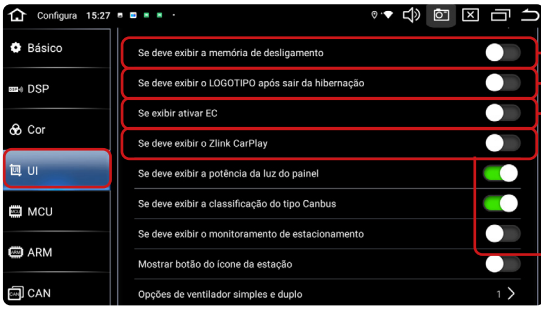 Configura 15:27
Básico
DSP
Cor
UI
MCU
ARM
CAN
Se deve exibir a memória de desligamento
Se deve exibir o LOGOTIPO após sair da hibernação
Se exibir ativar EC
Se deve exibir o Zlink CarPlay
Se deve exibir a potência da luz do painel
Se deve exibir a classificação do tipo Canbus
Se deve exibir o monitoramento de estacionamento
Mostrar botão do ícone da estação
Opções de ventilador simples e duplo 1